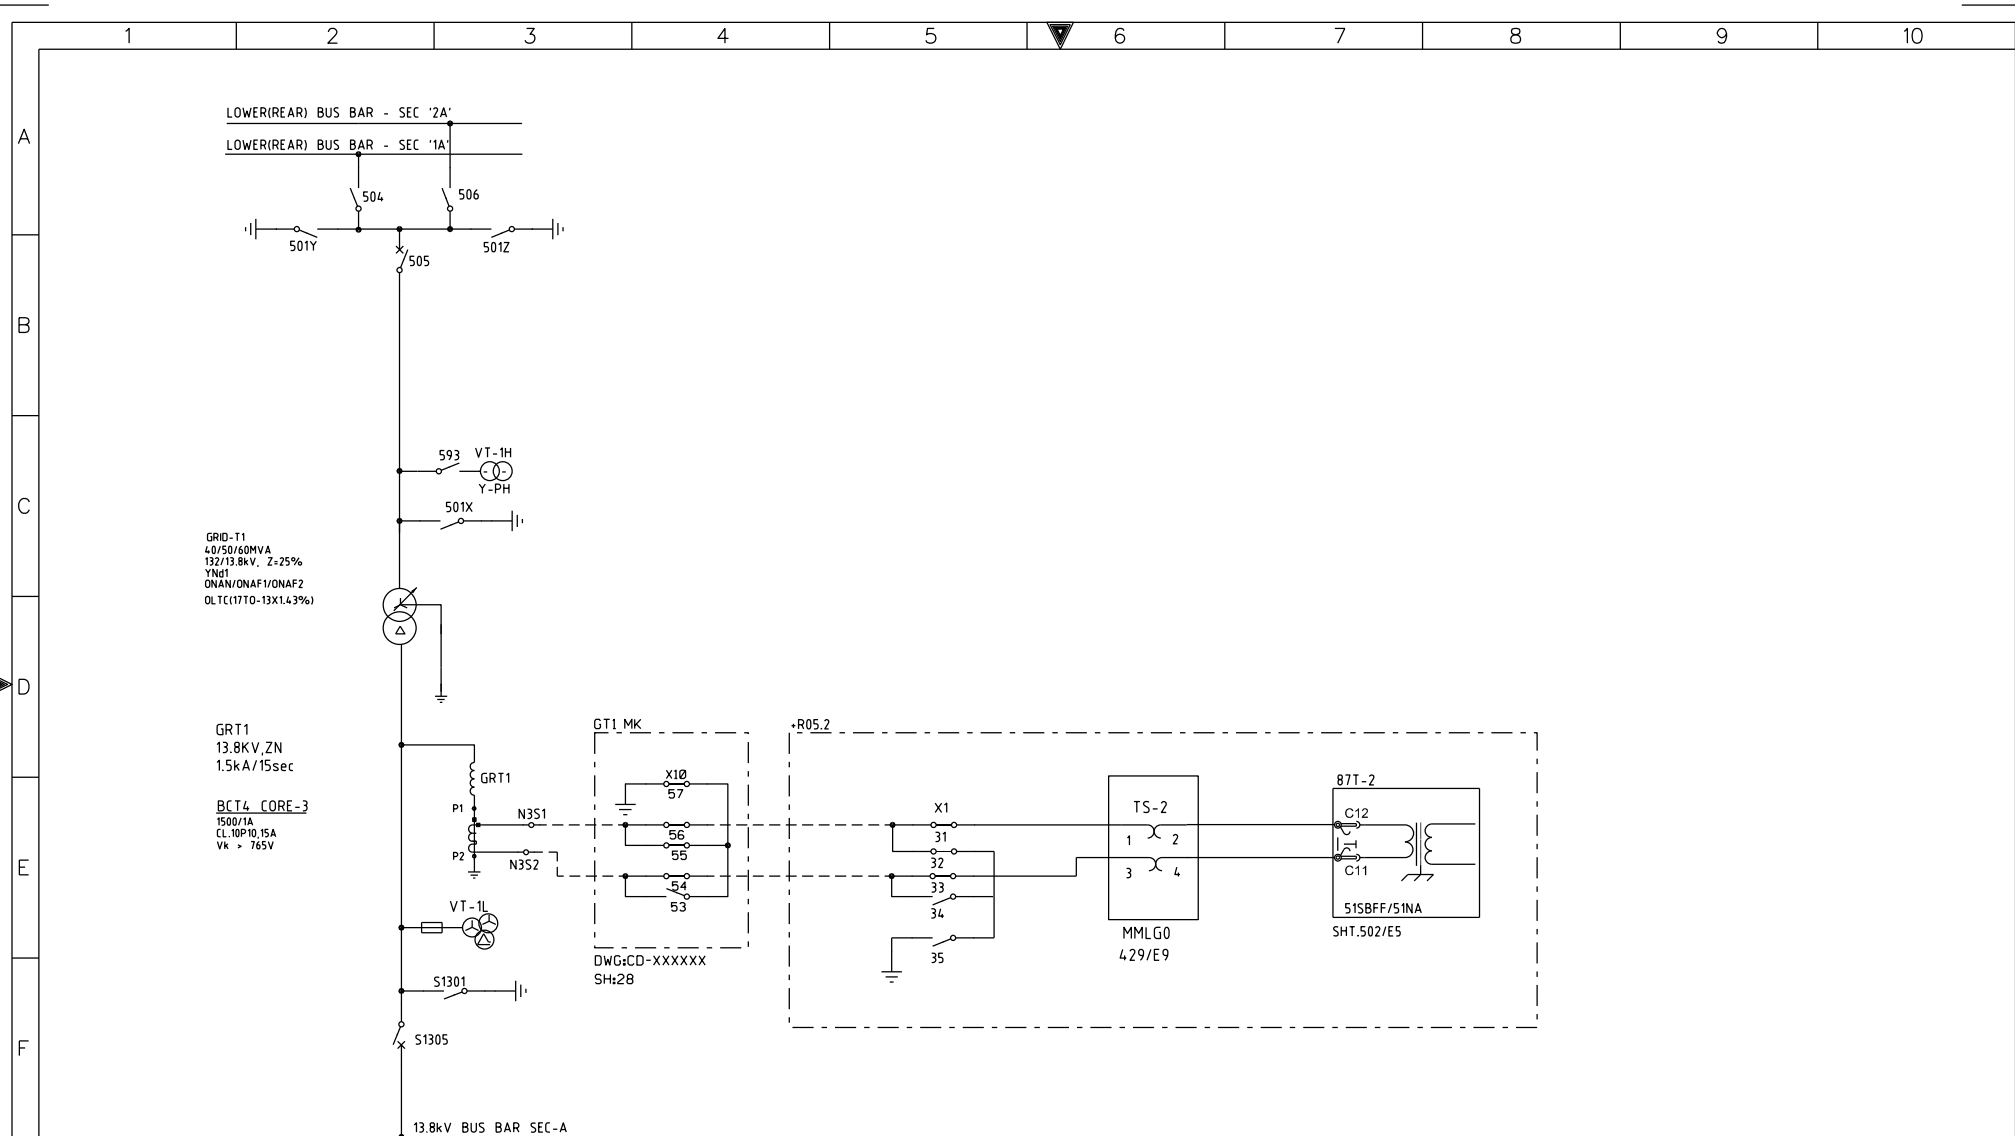 1 2 3 4 5 6 7 8 9 10
A
B
C
D
E
F
LOWER(REAR) BUS BAR - SEC '2A'
LOWER(REAR) BUS BAR - SEC '1A'
504
506
501Y
501Z
505
593
VT-1H
Y-PH
501X
GRID-T1
40/50/60MVA
132/13.8kV, Z=25%
YNd1
ONAN/ONAF1/ONAF2
OLTC(17TO-13X1.43%)
GRT1
13.8KV,ZN
1.5kA/15sec
BCT4 CORE-3
1500/1A
CL.10P10,15A
Vk > 765V
GRT1
P1
P2
N3S1
N3S2
VT-1L
S1301
S1305
13.8kV BUS BAR SEC-A
GT1 MK
X10
57
56
55
54
53
DWG:CD-XXXXXX
SH:28
+R05.2
X1
31
32
33
34
35
TS-2
1 2
3 4
MMLG0
429/E9
87T-2
C12
C11
51SBFF/51NA
SHT.502/E5